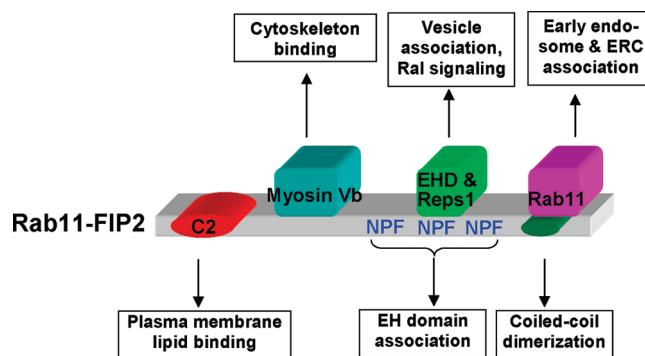 Cytoskeleton
binding
Vesicle
association,
Ral signaling
Early endo-
some & ERC
association
Myosin Vb
EHD &
Reps1
Rab11
Rab11-FIP2
C2
NPF NPF NPF
Plasma membrane
lipid binding
EH domain
association
Coiled-coil
dimerization